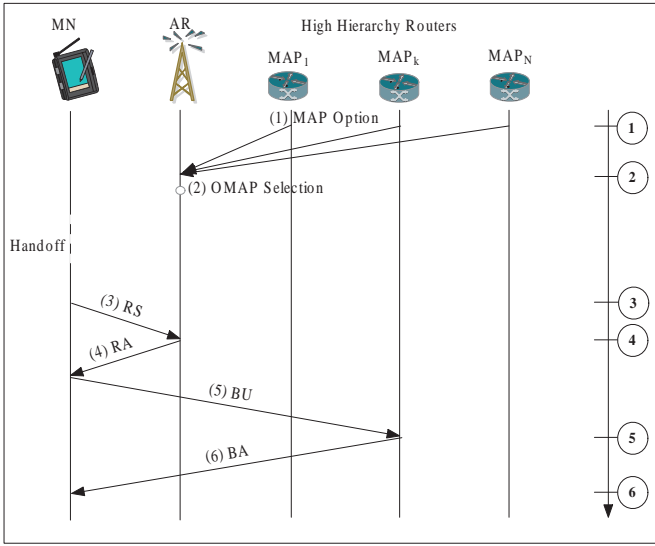 MN
AR
High Hierarchy Routers
MAP1
MAPk
MAPN
(1) MAP Option
1
2
(2) OMAP Selection
Handoff
(3) RS
3
(4) RA
4
(5) BU
5
(6) BA
6